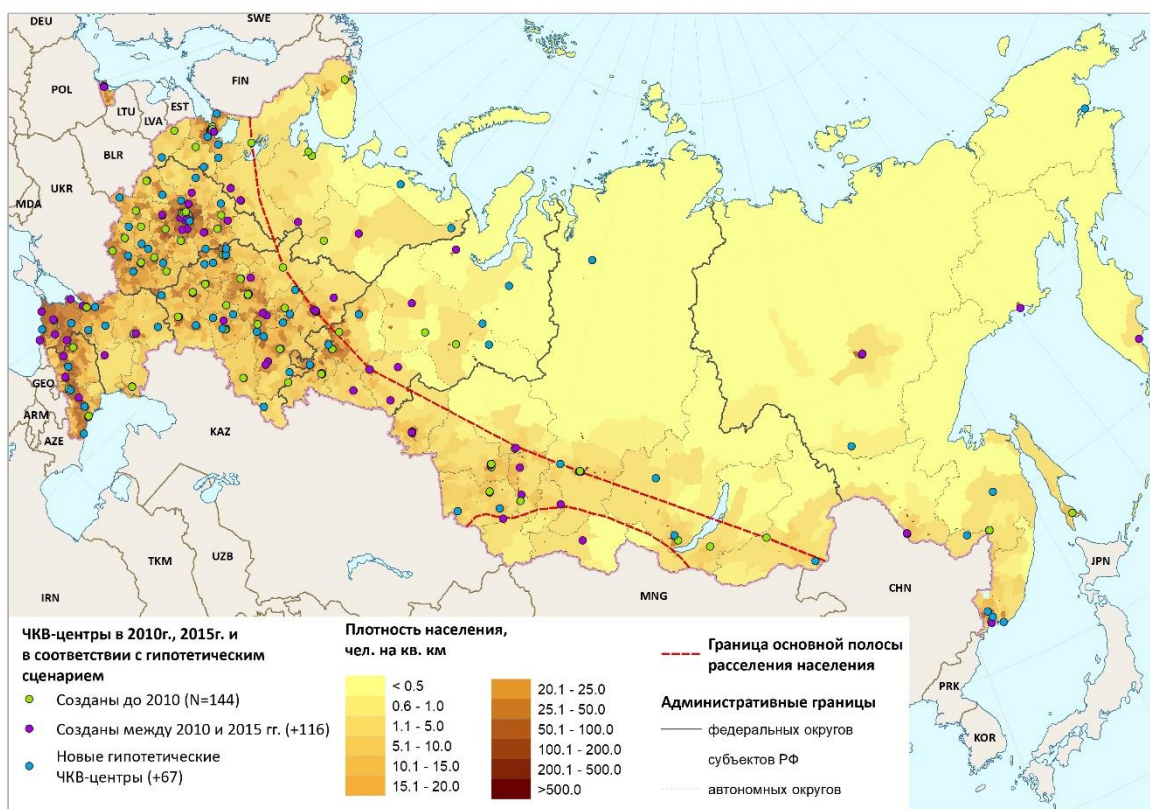 DEU
SWE
POL
FIN
LTU
LVA
EST
BLR
UKR
MDA
GEO
ARM
AZE
KAZ
TKM
UZB
IRN
MNG
CHN
JPN
PRK
KOR
ЧКВ-центры в 2010г., 2015г. и
в соответствии с гипотетическим
сценарием
Созданы до 2010 (N=144)
Созданы между 2010 и 2015 гг. (+116)
Новые гипотетические
ЧКВ-центры (+67)
Плотность населения,
чел. на кв. км
< 0.5
0.6 - 1.0
1.1 - 5.0
5.1 - 10.0
10.1 - 15.0
15.1 - 20.0
20.1 - 25.0
25.1 - 50.0
50.1 - 100.0
100.1 - 200.0
200.1 - 500.0
>500.0
Граница основной полосы
расселения населения
Административные границы
федеральных округов
субъектов РФ
автономных округов